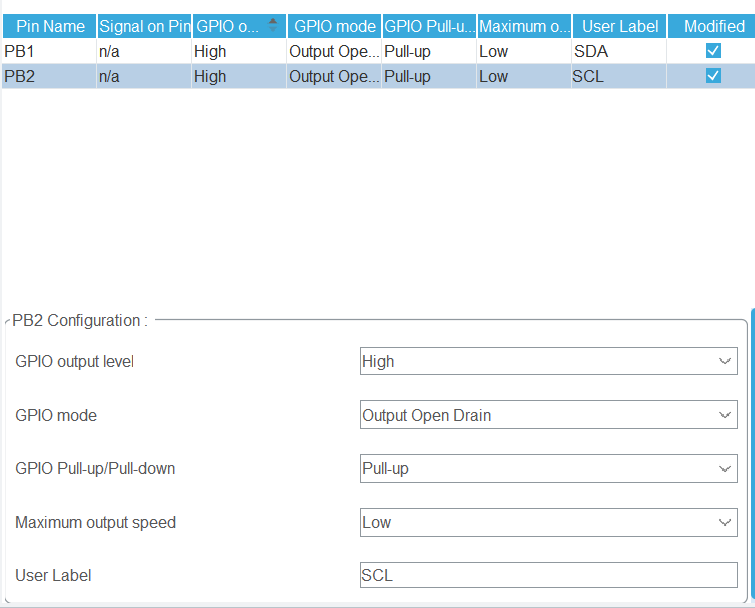 Pin Name Signal on Pin GPIO o... GPIO mode GPIO Pull-u... Maximum o... User Label Modified
PB1 n/a High Output Ope... Pull-up Low SDA
PB2 n/a High Output Ope... Pull-up Low SCL
PB2 Configuration :
GPIO output level High
GPIO mode Output Open Drain
GPIO Pull-up/Pull-down Pull-up
Maximum output speed Low
User Label SCL